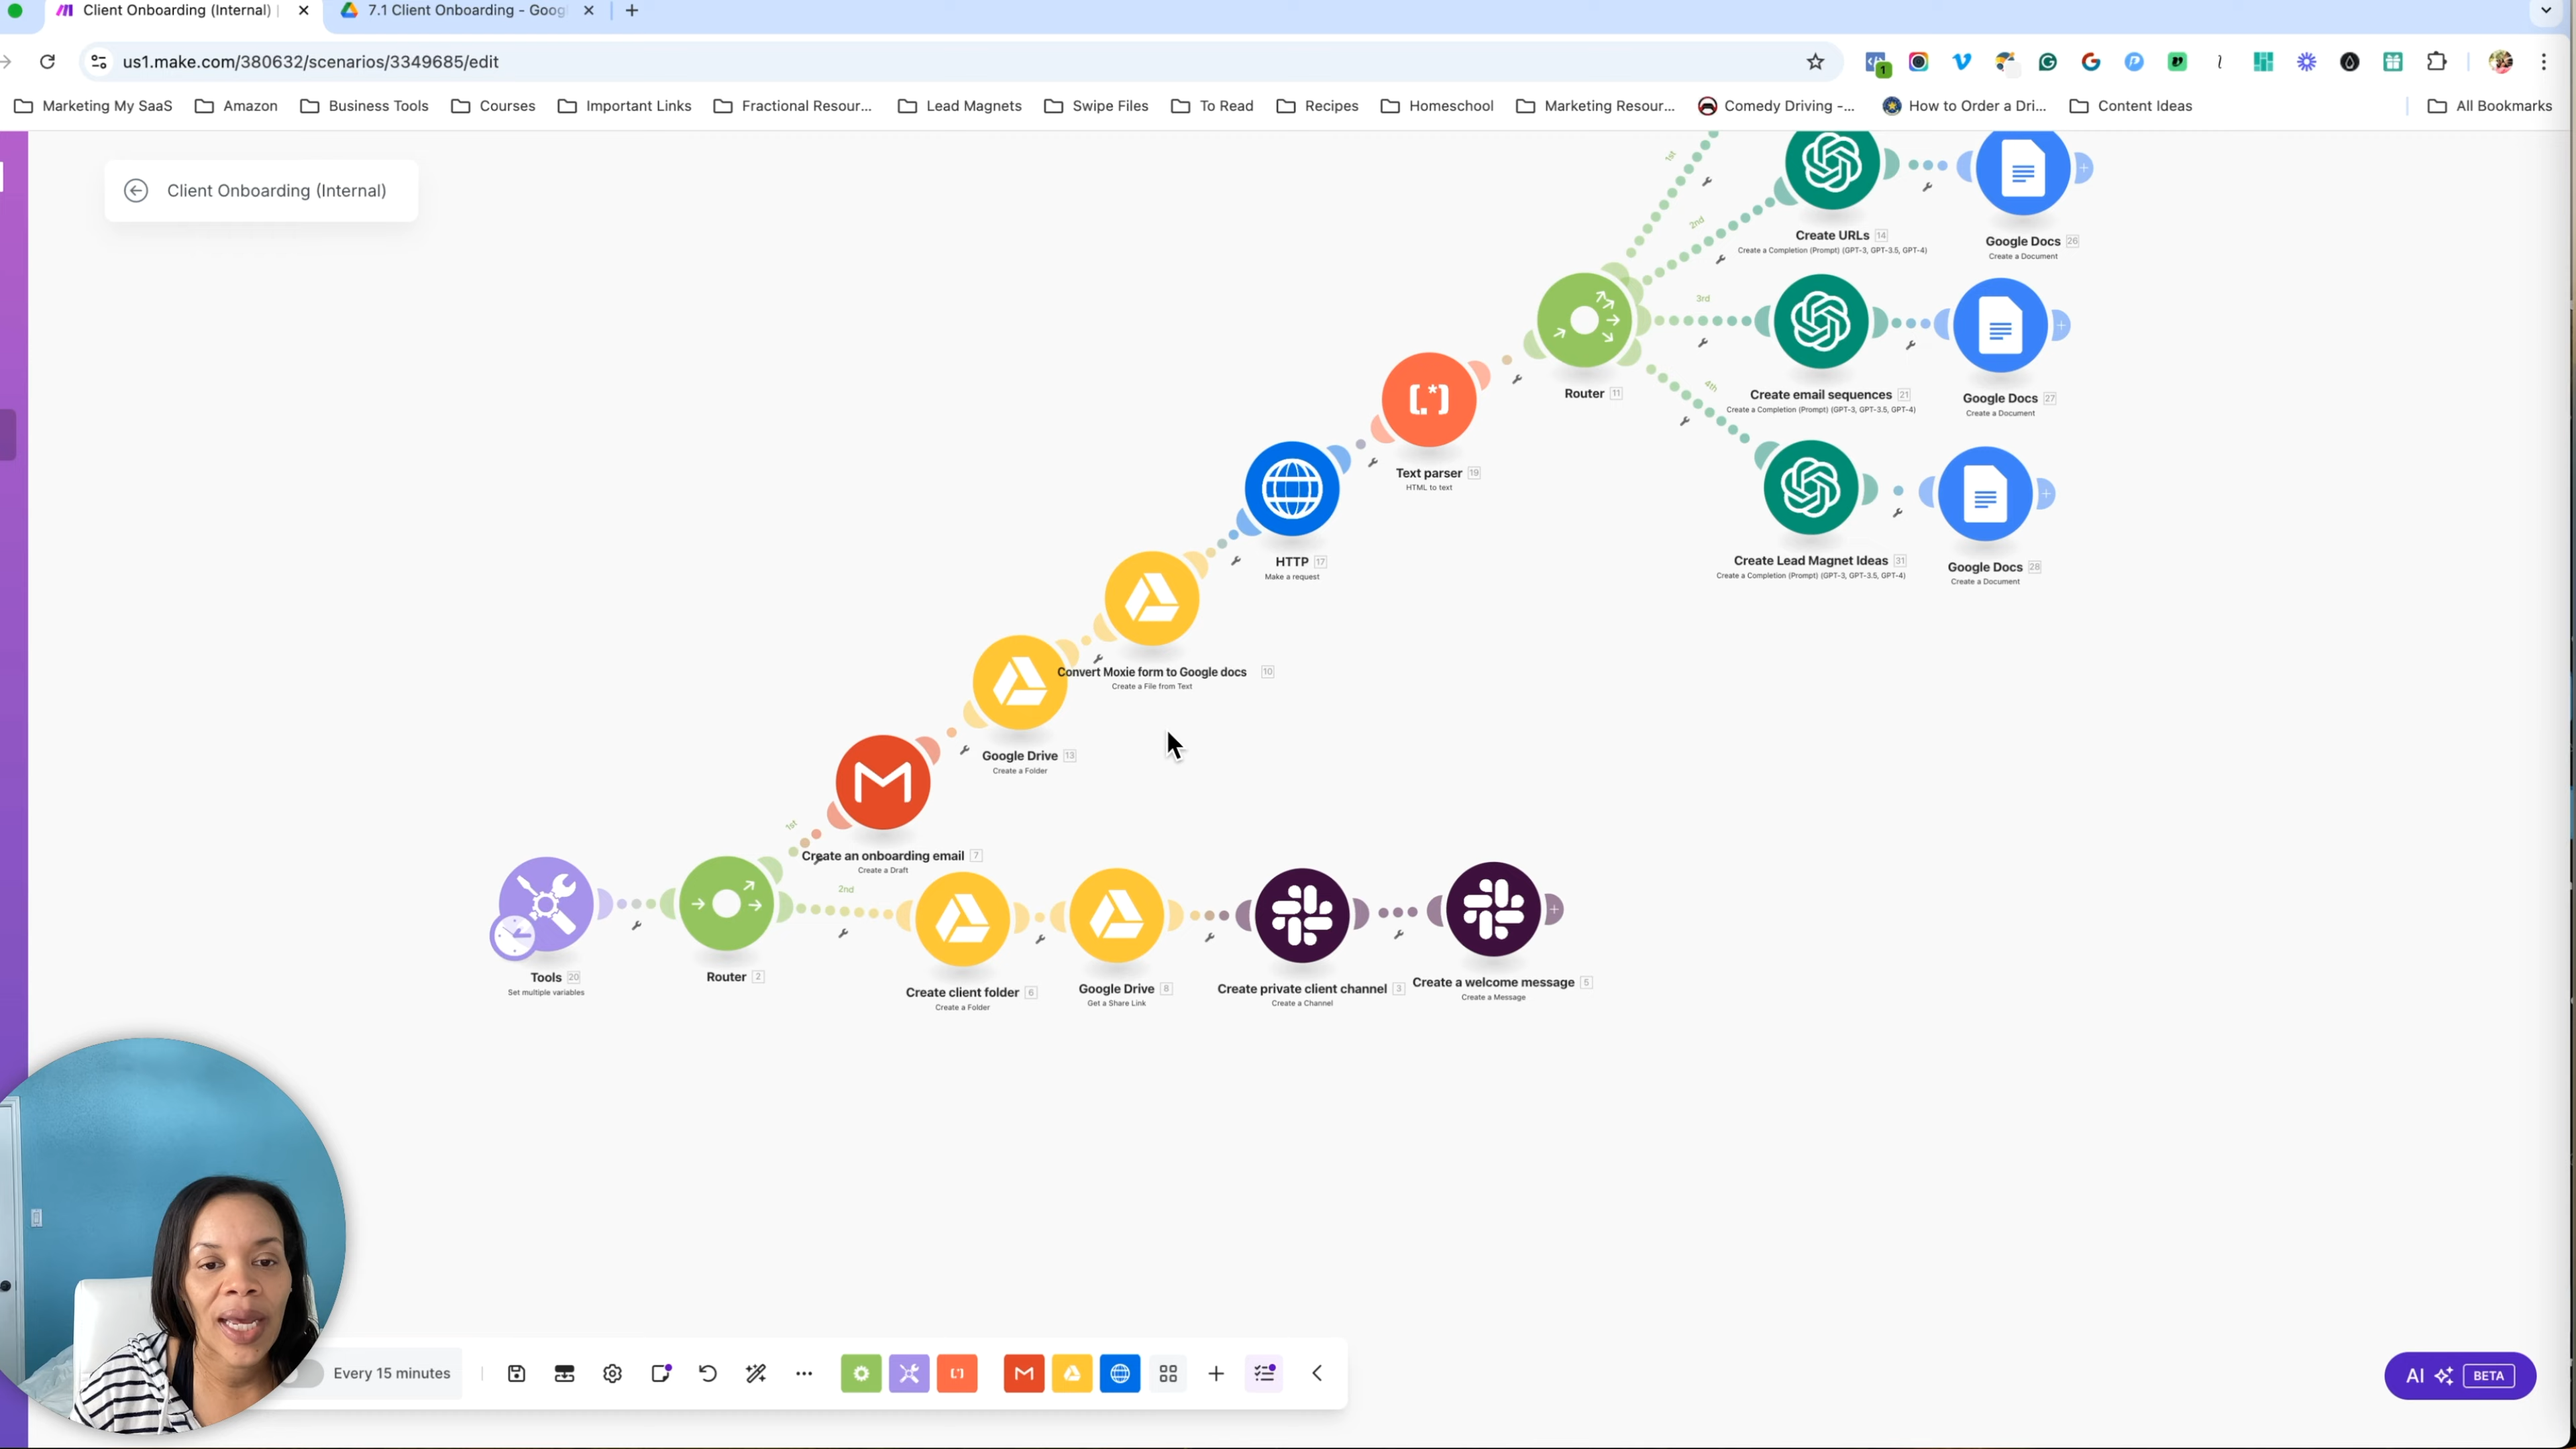 Client Onboarding (Internal) |
7.1 Client Onboarding - Goog
us1.make.com/380632/scenarios/3349685/edit
1
Marketing My SaaS
Amazon
Business Tools
Courses
Important Links
Fractional Resour...
Lead Magnets
Swipe Files
To Read
Recipes
Homeschool
Marketing Resour...
Comedy Driving -...
How to Order a Dri...
Content Ideas
All Bookmarks
Client Onboarding (Internal)
1st
2nd
Create URLs 14
Create a Completion (Prompt) (GPT-3, GPT-3.5, GPT-4)
Google Docs 26
Create a Document
3rd
Router 11
4th
Create email sequences 21
Create a Completion (Prompt) (GPT-3, GPT-3.5, GPT-4)
Google Docs 27
Create a Document
Text parser 19
HTML to text
HTTP 17
Make a request
Create Lead Magnet Ideas 31
Create a Completion (Prompt) (GPT-3, GPT-3.5, GPT-4)
Google Docs 28
Create a Document
Convert Moxie form to Google docs 10
Create a File from Text
Google Drive 13
Create a Folder
1st
Create an onboarding email 7
Create a Draft
2nd
Tools 20
Set multiple variables
Router 2
Create client folder 6
Create a Folder
Google Drive 8
Get a Share Link
Create private client channel 3
Create a Channel
Create a welcome message 5
Create a Message
Every 15 minutes
AI BETA